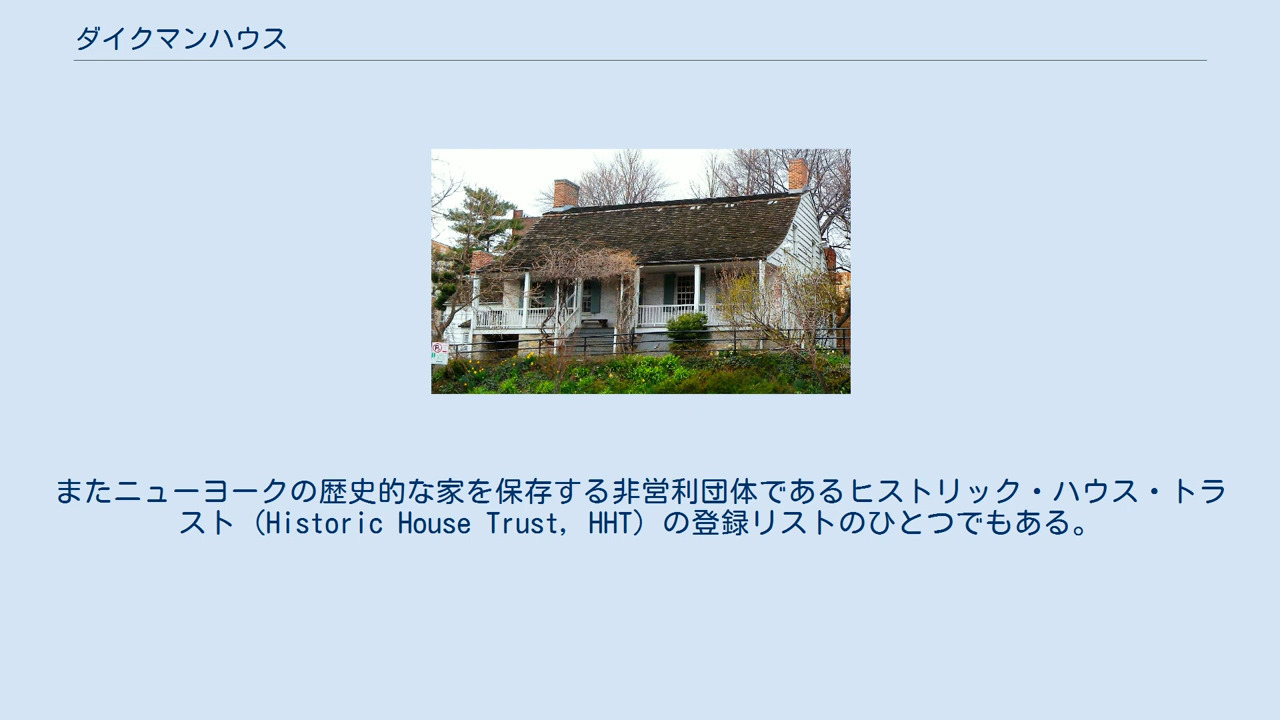 ダイクマンハウス
またニューヨークの歴史的な家を保存する非営利団体であるヒストリック・ハウス・トラ
スト（Historic House Trust, HHT）の登録リストのひとつでもある。